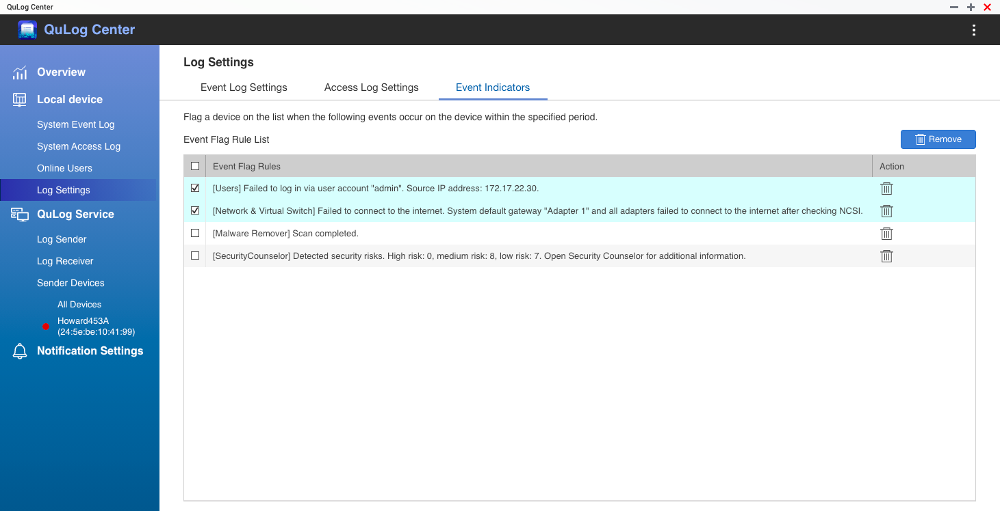 QuLog Center
QuLog Center
Overview
Local device
System Event Log
System Access Log
Online Users
Log Settings
QuLog Service
Log Sender
Log Receiver
Sender Devices
All Devices
Howard453A
(24:5e:be:10:41:99)
Notification Settings
Log Settings
Event Log Settings Access Log Settings Event Indicators
Flag a device on the list when the following events occur on the device within the specified period.
Event Flag Rule List Remove
Event Flag Rules Action
[Users] Failed to log in via user account "admin". Source IP address: 172.17.22.30.
[Network & Virtual Switch] Failed to connect to the internet. System default gateway "Adapter 1" and all adapters failed to connect to the internet after checking NCSI.
[Malware Remover] Scan completed.
[SecurityCounselor] Detected security risks. High risk: 0, medium risk: 8, low risk: 7. Open Security Counselor for additional information.